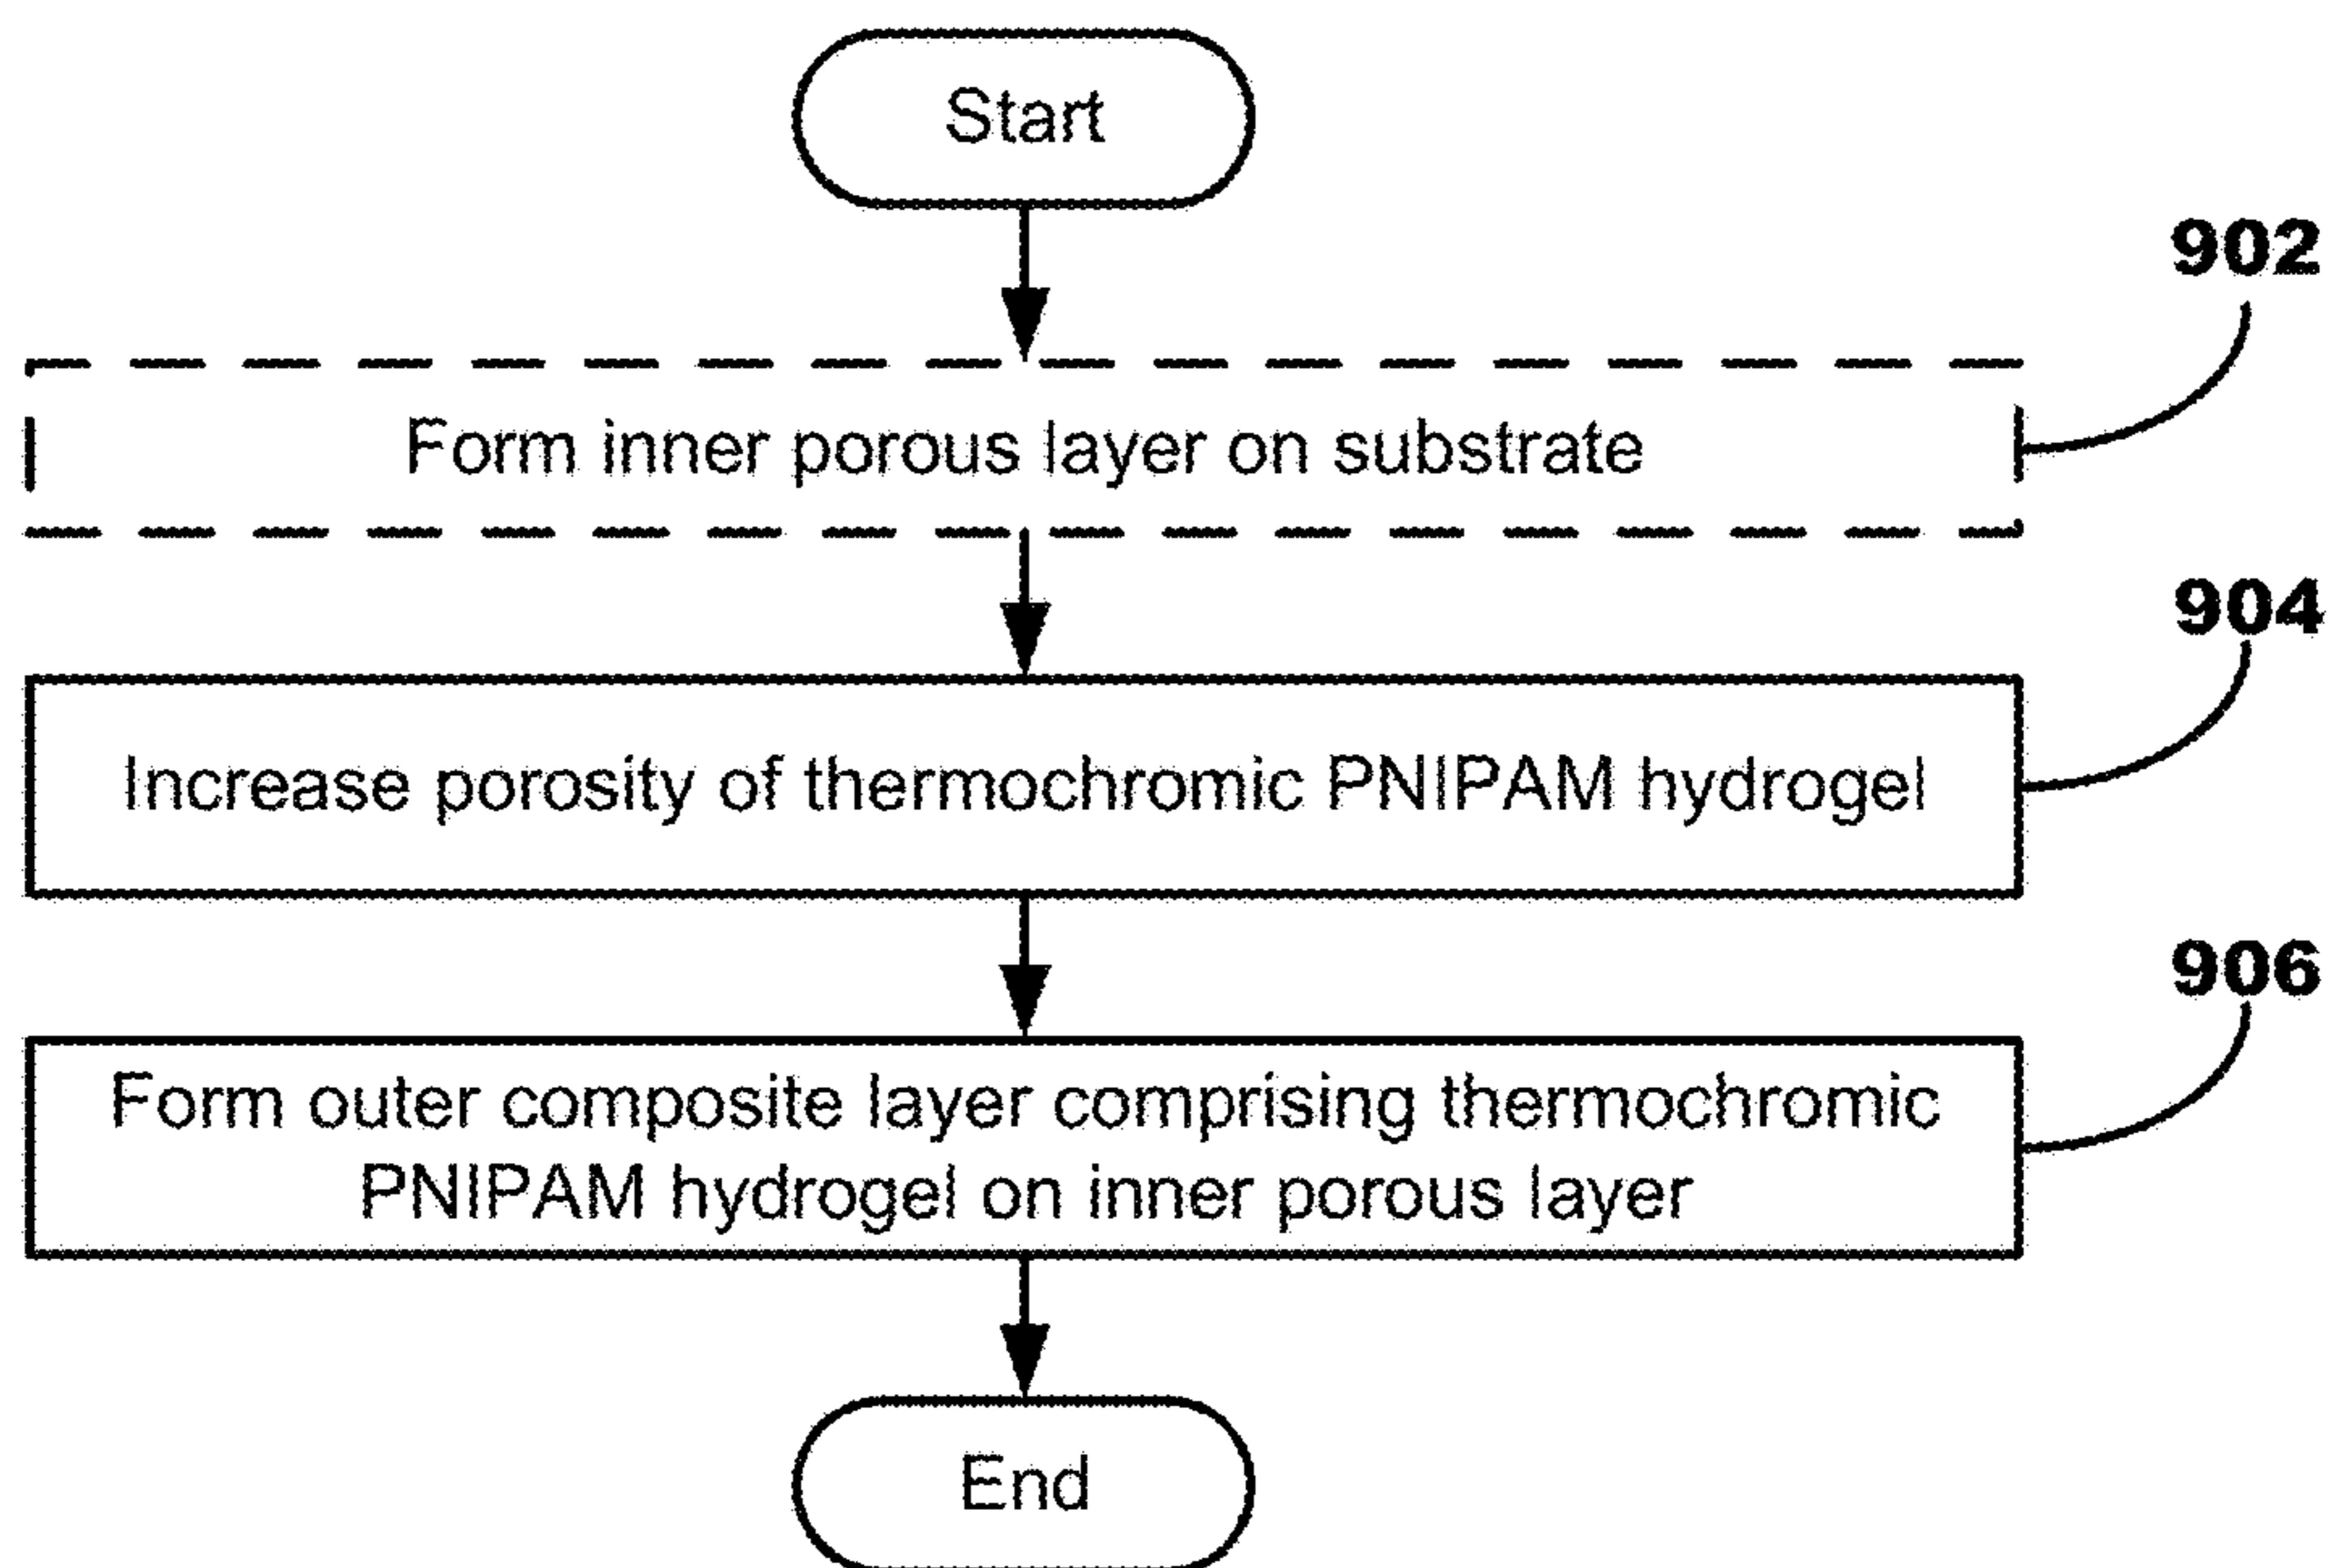 Start
902
Form inner porous layer on substrate
904
Increase porosity of thermochromic PNIPAM hydrogel
906
Form outer composite layer comprising thermochromic
PNIPAM hydrogel on inner porous layer
End